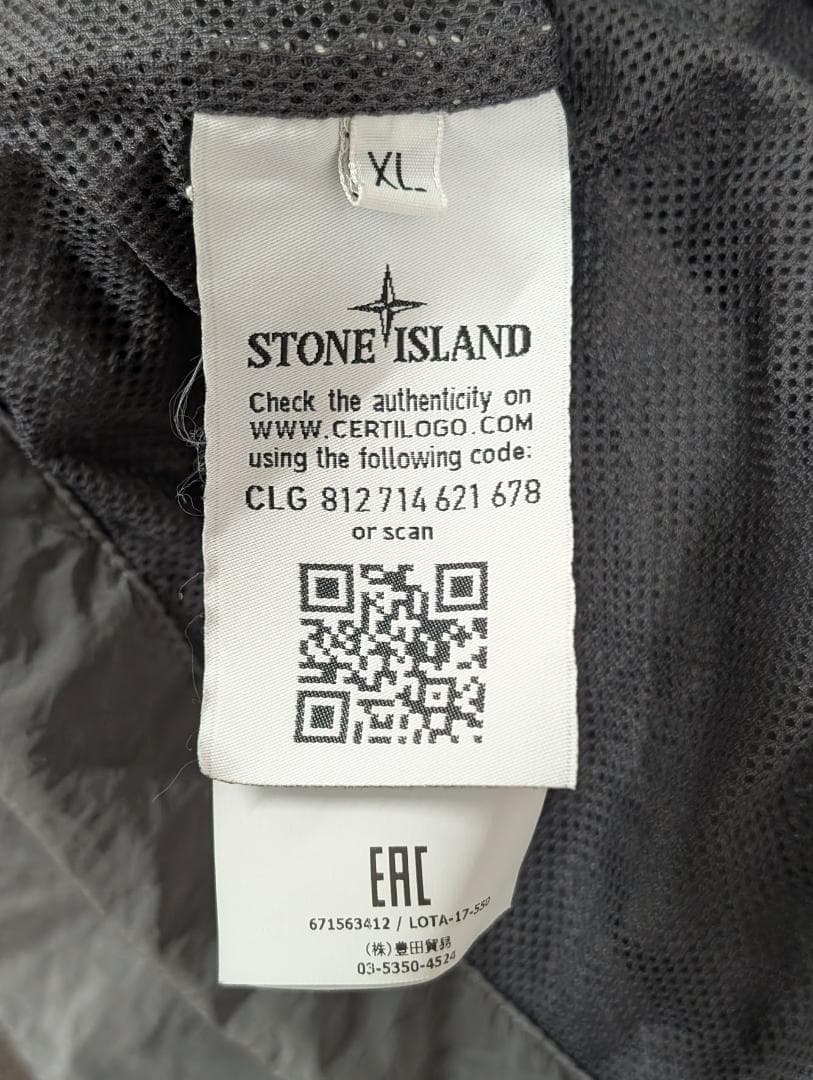 XL
STONE ISLAND
Check the authenticity on
WWW.CERTILOGO.COM
using the following code:
CLG 812 714 621 678
or scan
EAC
671563412 / LOTA-17-550
(株)豊田貿易
03-5350-4524